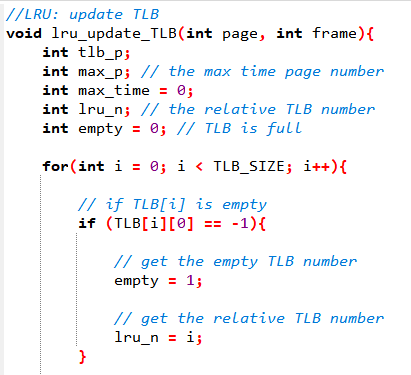 //LRU: update TLB
void lru_update_TLB(int page, int frame){
    int tlb_p;
    int max_p; // the max time page number
    int max_time = 0;
    int lru_n; // the relative TLB number
    int empty = 0; // TLB is full
    for(int i = 0; i < TLB_SIZE; i++){
        // if TLB[i] is empty
        if (TLB[i][0] == -1){
            // get the empty TLB number
            empty = 1;
            // get the relative TLB number
            lru_n = i;
        }